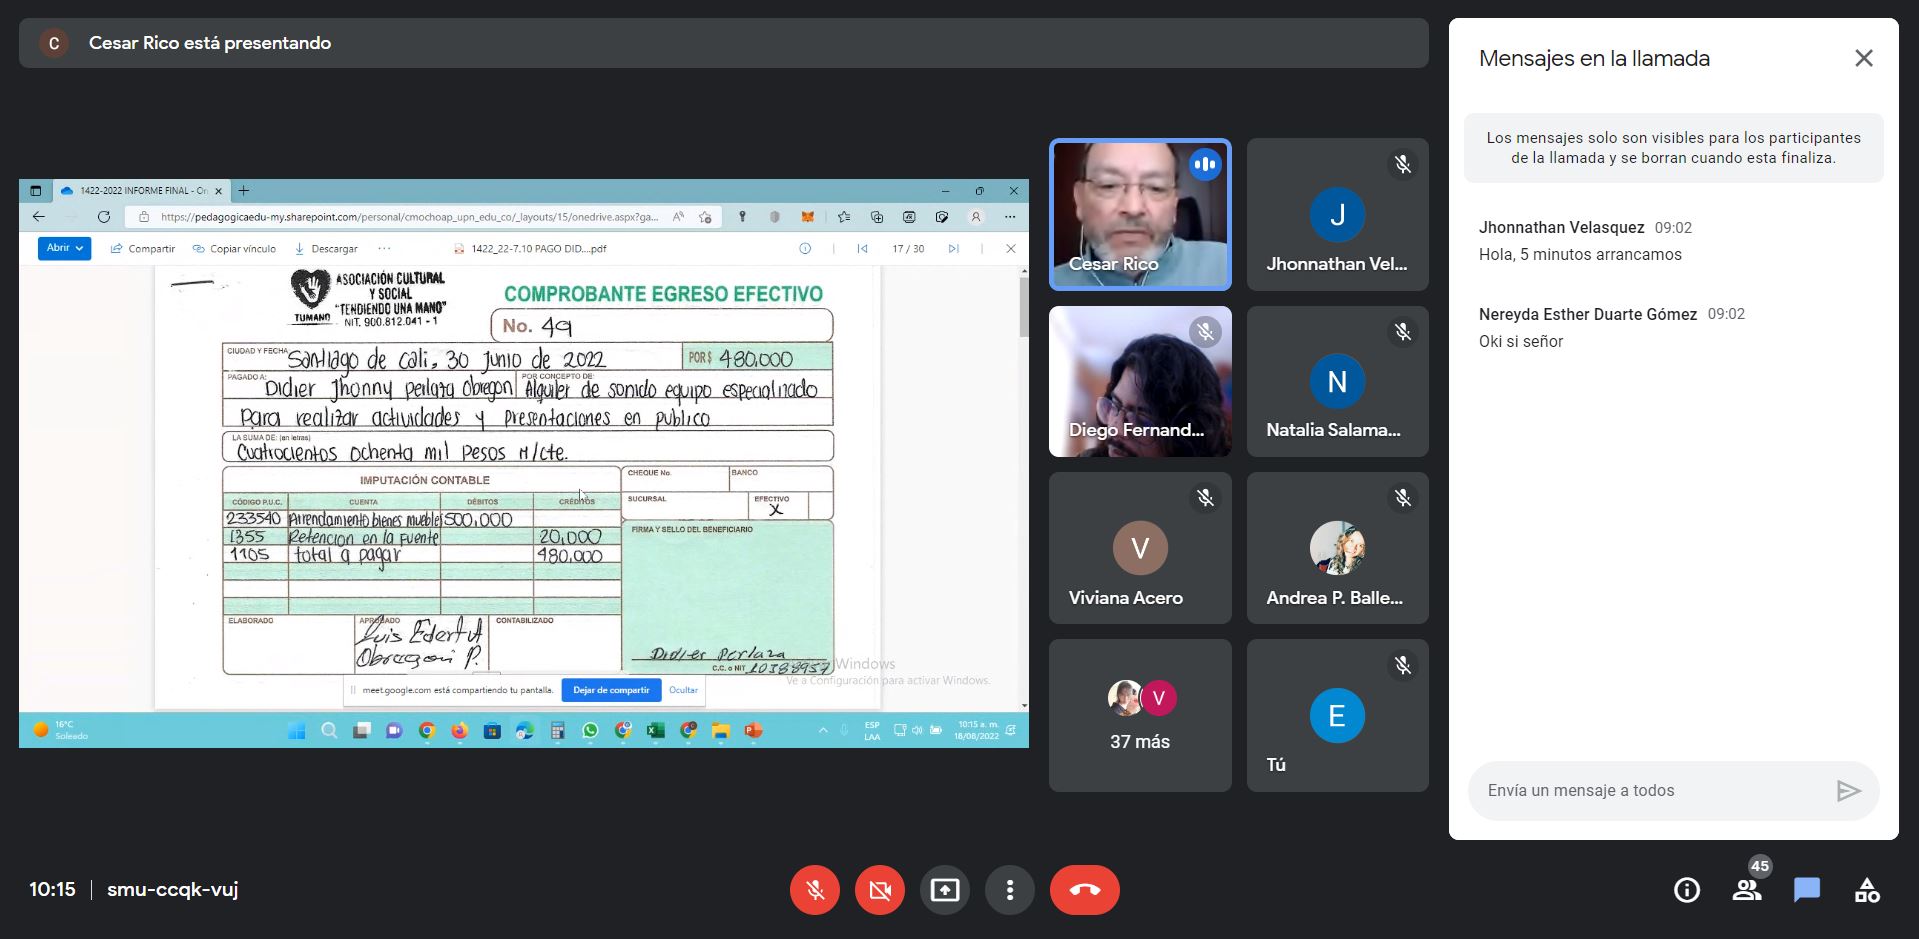 C Cesar Rico está presentando
1422-2022 INFORME FINAL - On
https://pedagogicaedu-my.sharepoint.com/personal/cmochoap_upn_edu_co/_layouts/15/onedrive.aspx?ga...
Abrir Compartir Copiar vínculo Descargar ... 1422_22-7.10 PAGO DID....pdf 17 / 30
ASOCIACIÓN CULTURAL
Y SOCIAL
"TENDIENDO UNA MANO"
TUMANO NIT. 900.812.041 - 1
COMPROBANTE EGRESO EFECTIVO
No. 49
CIUDAD Y FECHA Santiago de Cali, 30 Junio de 2022 POR $ 480,000
PAGADO A: Didier Jhonny perlaza Obregon POR CONCEPTO DE: Alquiler de sonido equipo especializado
Para realizar actividades y presentaciones en publico
LA SUMA DE: (en letras)
Cuatrocientos ochenta mil pesos M/cte.
IMPUTACIÓN CONTABLE CHEQUE No. BANCO
CÓDIGO P.U.C. CUENTA DÉBITOS CRÉDITOS SUCURSAL EFECTIVO
X
233540 Arrendamiento bienes muebles 500,000
1355 Retencion en la Fuente 20,000
1105 total a pagar 480,000
FIRMA Y SELLO DEL BENEFICIARIO
ELABORADO APROBADO CONTABILIZADO
Luis Edert A
Obregon P.
Didier Perlaza
C.C. o NIT 10388957
Windows
Ve a Configuración para activar Windows.
meet.google.com está compartiendo tu pantalla. Dejar de compartir Ocultar
16°C
Soleado
ESP
LAA
10:15 a. m.
18/08/2022
Cesar Rico
J
Jhonnathan Vel...
Diego Fernand...
N
Natalia Salama...
V
Viviana Acero
Andrea P. Balle...
V
37 más
E
Tú
Mensajes en la llamada
Los mensajes solo son visibles para los participantes
de la llamada y se borran cuando esta finaliza.
Jhonnathan Velasquez 09:02
Hola, 5 minutos arrancamos
Nereyda Esther Duarte Gómez 09:02
Oki si señor
Envía un mensaje a todos
10:15 | smu-ccqk-vuj
45